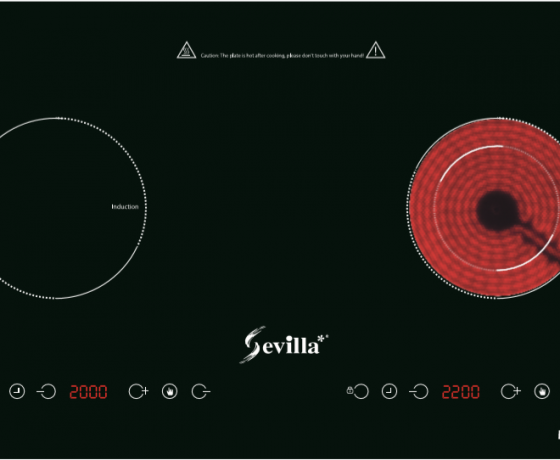 Caution: The plate is hot after cooking, please don't touch with your hand!
Induction
Sevilla
2000
2200